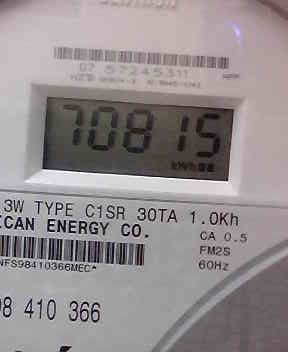 07 57245311
70815
kWh
3W TYPE C1SR 30TA 1.0Kh
ICAN ENERGY CO.
CA 0.5
FM2S
60Hz
NFS98410366MEC*
98 410 366